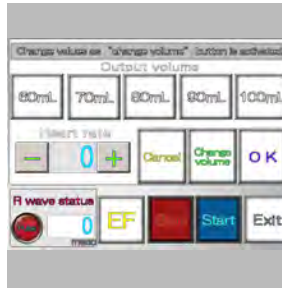 Change values as "change volume" button is activated
Output volume
60mL 70mL 80mL 90mL 100mL
Heart rate
− 0 + Cancel Change volume OK
R wave status
0 EF Start Exit
msec